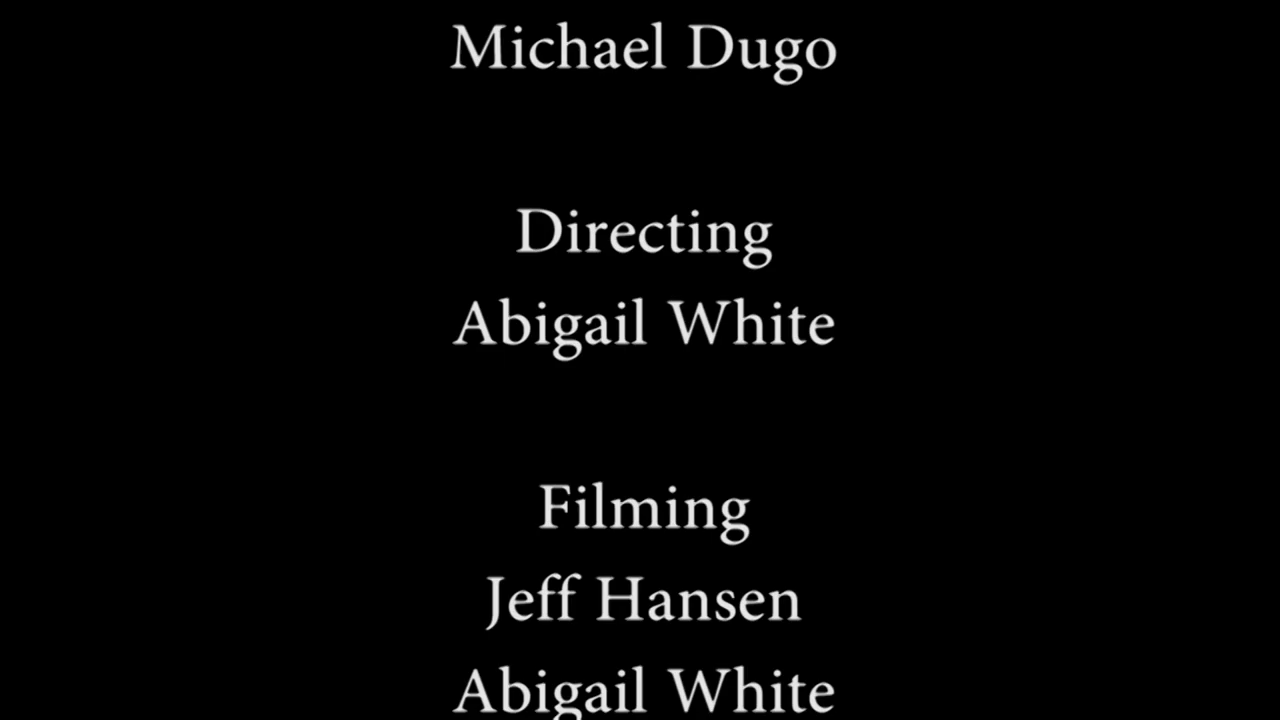 Michael Dugo
Directing
Abigail White
Filming
Jeff Hansen
Abigail White